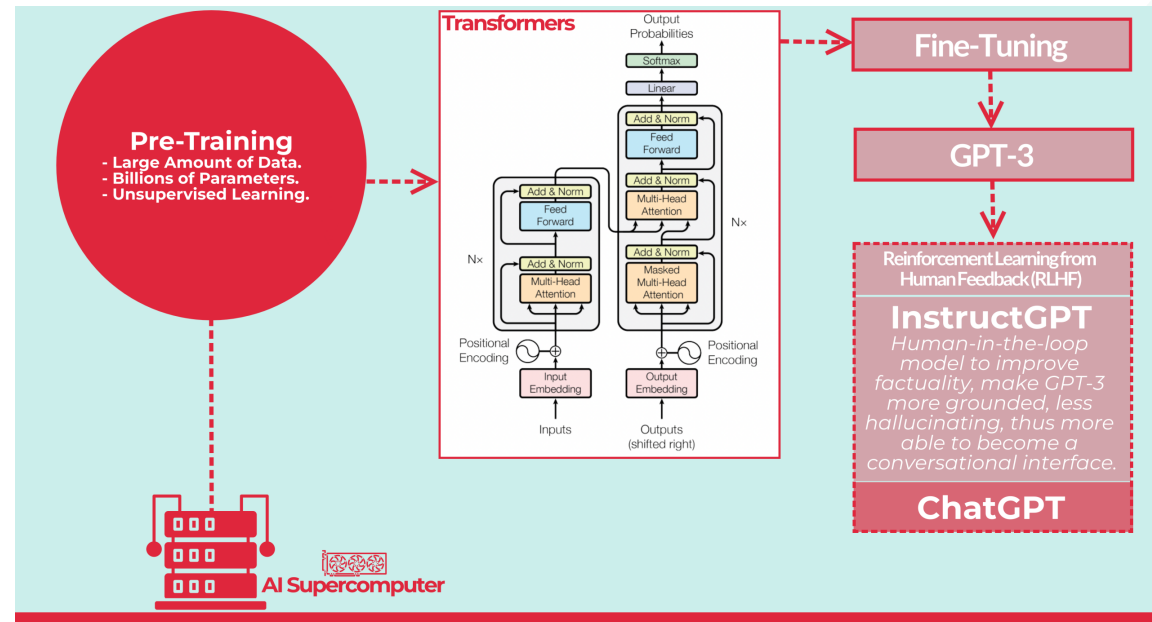 Pre-Training
- Large Amount of Data.
- Billions of Parameters.
- Unsupervised Learning.
AI Supercomputer
Transformers
Output
Probabilities
Softmax
Linear
Add & Norm
Feed
Forward
Add & Norm
Multi-Head
Attention
Nx
Add & Norm
Masked
Multi-Head
Attention
Add & Norm
Feed
Forward
Nx
Add & Norm
Multi-Head
Attention
Positional
Encoding
Positional
Encoding
Input
Embedding
Output
Embedding
Inputs
Outputs
(shifted right)
Fine-Tuning
GPT-3
Reinforcement Learning from
Human Feedback (RLHF)
InstructGPT
Human-in-the-loop
model to improve
factuality, make GPT-3
more grounded, less
hallucinating, thus more
able to become a
conversational interface.
ChatGPT